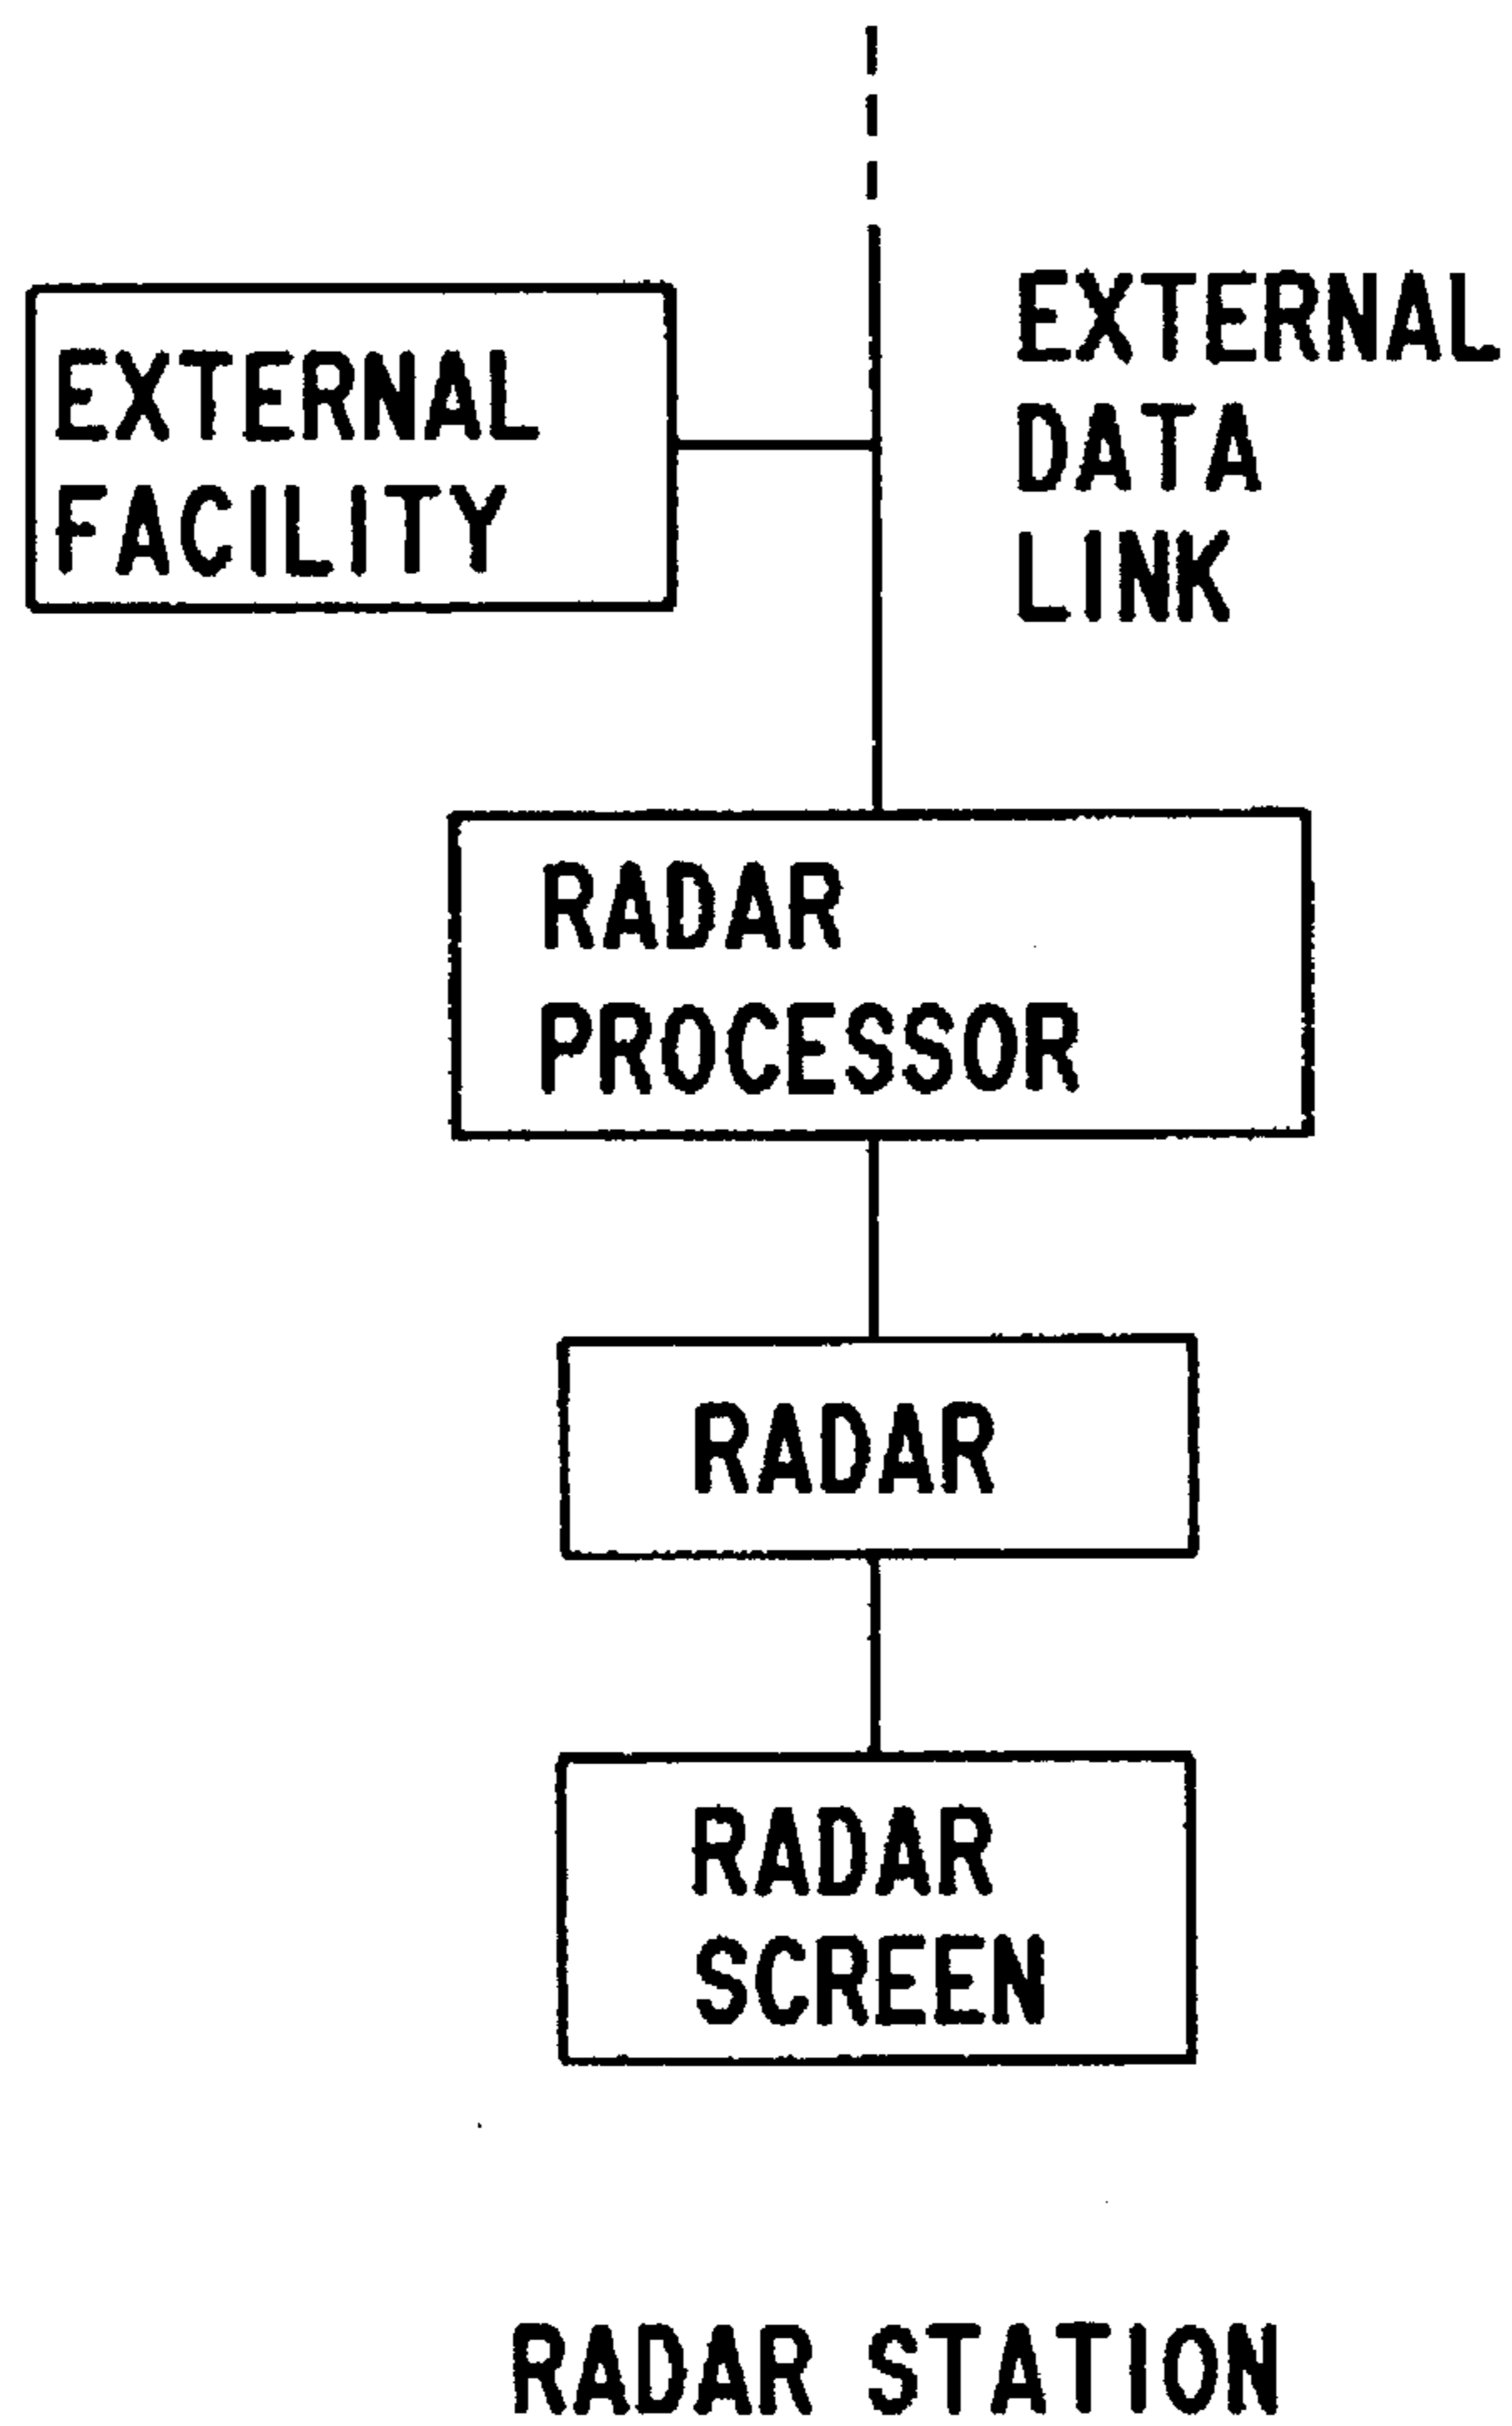 EXTERNAL
DATA
LINK
EXTERNAL
FACILITY
RADAR
PROCESSOR
RADAR
RADAR
SCREEN
RADAR STATION